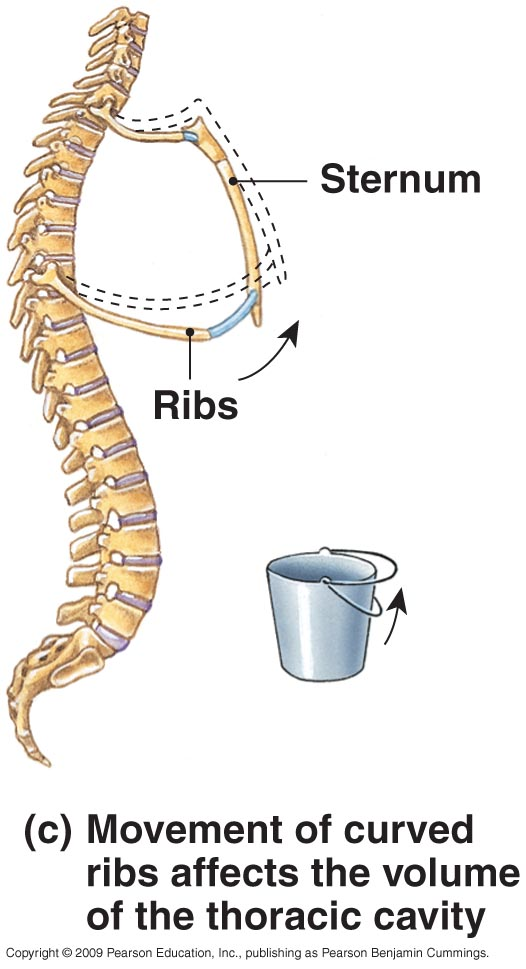 Sternum
Ribs
(c) Movement of curved
ribs affects the volume
of the thoracic cavity
Copyright © 2009 Pearson Education, Inc., publishing as Pearson Benjamin Cummings.